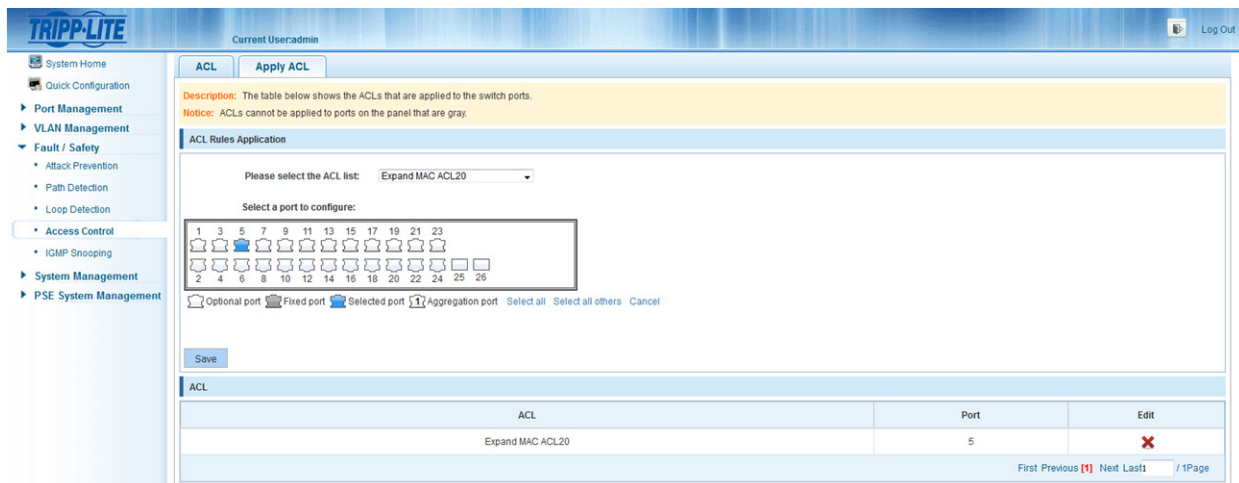 TRIPP·LITE
Current User:admin
Log Out
System Home
Quick Configuration
Port Management
VLAN Management
Fault / Safety
Attack Prevention
Path Detection
Loop Detection
Access Control
IGMP Snooping
System Management
PSE System Management
ACL Apply ACL
Description: The table below shows the ACLs that are applied to the switch ports.
Notice: ACLs cannot be applied to ports on the panel that are gray.
ACL Rules Application
Please select the ACL list: Expand MAC ACL20
Select a port to configure:
1 3 5 7 9 11 13 15 17 19 21 23
2 4 6 8 10 12 14 16 18 20 22 24 25 26
Optional port Fixed port Selected port 1 Aggregation port Select all Select all others Cancel
Save
ACL
ACL Port Edit
Expand MAC ACL20 5
First Previous [1] Next Last 1 / 1Page